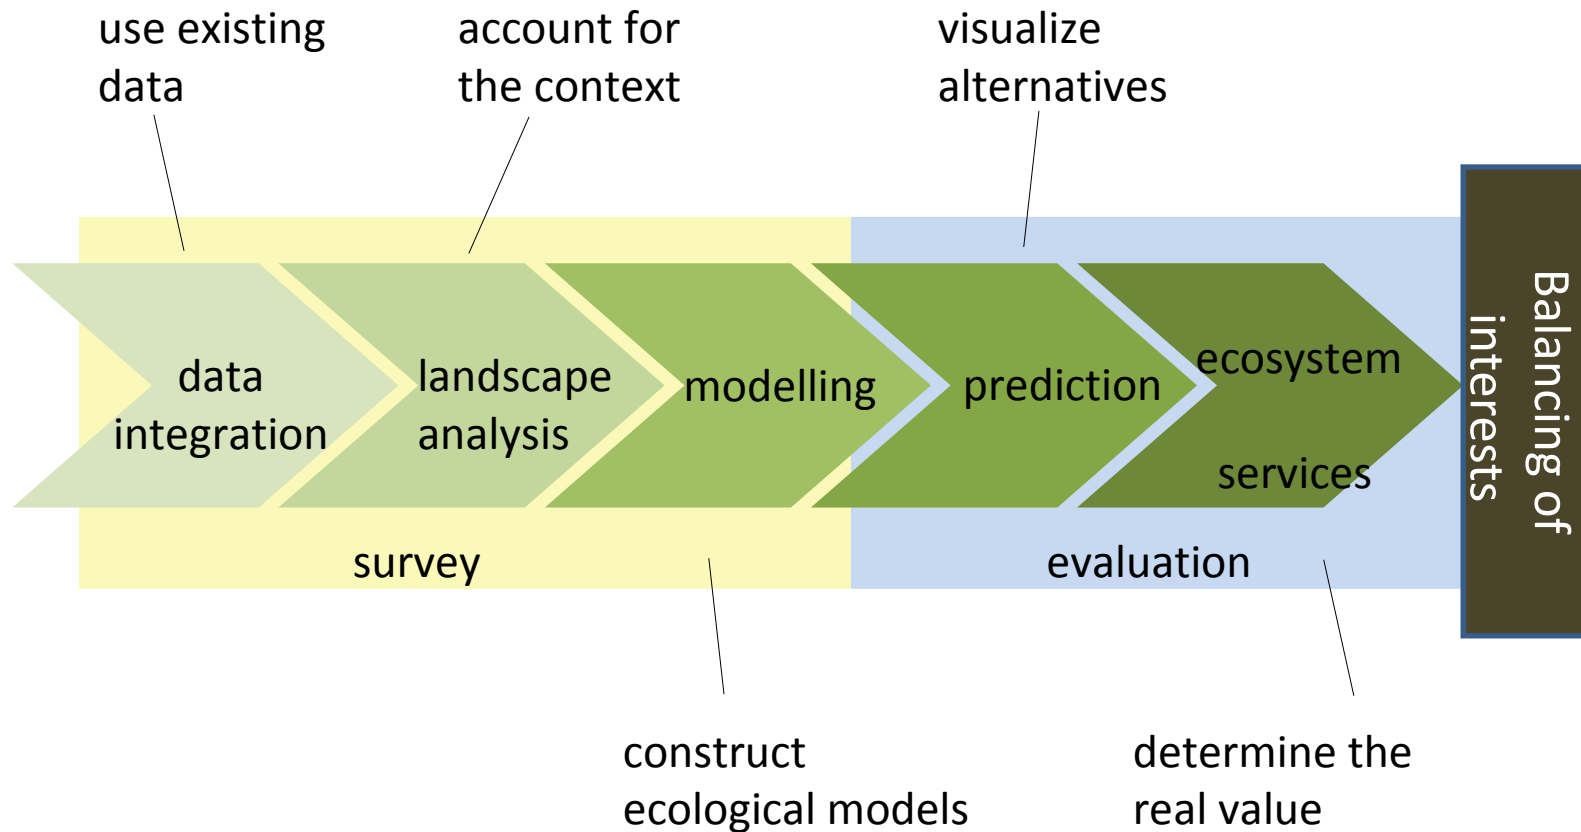 use existing
data
account for
the context
visualize
alternatives
data
integration
landscape
analysis
modelling
prediction
ecosystem
services
Balancing of
interests
survey
evaluation
construct
ecological models
determine the
real value